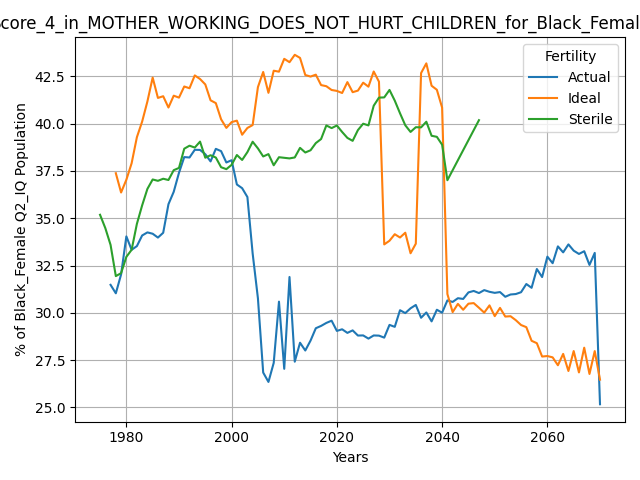 core_4_in_MOTHER_WORKING_DOES_NOT_HURT_CHILDREN_for_Black_Femal
Fertility
Actual
Ideal
Sterile
% of Black_Female Q2_IQ Population
42.5
40.0
37.5
35.0
32.5
30.0
27.5
25.0
1980
2000
2020
2040
2060
Years